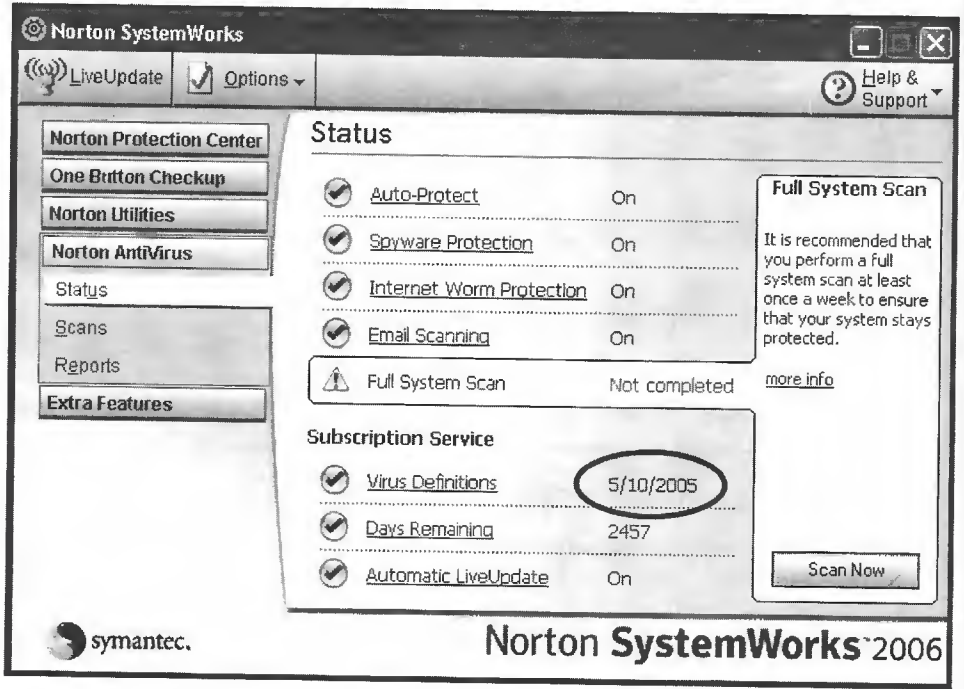 Norton SystemWorks
LiveUpdate
Options
Help &
Support
Norton Protection Center
One Button Checkup
Norton Utilities
Norton AntiVirus
Status
Scans
Reports
Extra Features
Status
Auto-Protect On
Spyware Protection On
Internet Worm Protection On
Email Scanning On
Full System Scan Not completed
Subscription Service
Virus Definitions 5/10/2005
Days Remaining 2457
Automatic LiveUpdate On
Full System Scan
It is recommended that
you perform a full
system scan at least
once a week to ensure
that your system stays
protected.
more info
Scan Now
symantec.
Norton SystemWorks 2006